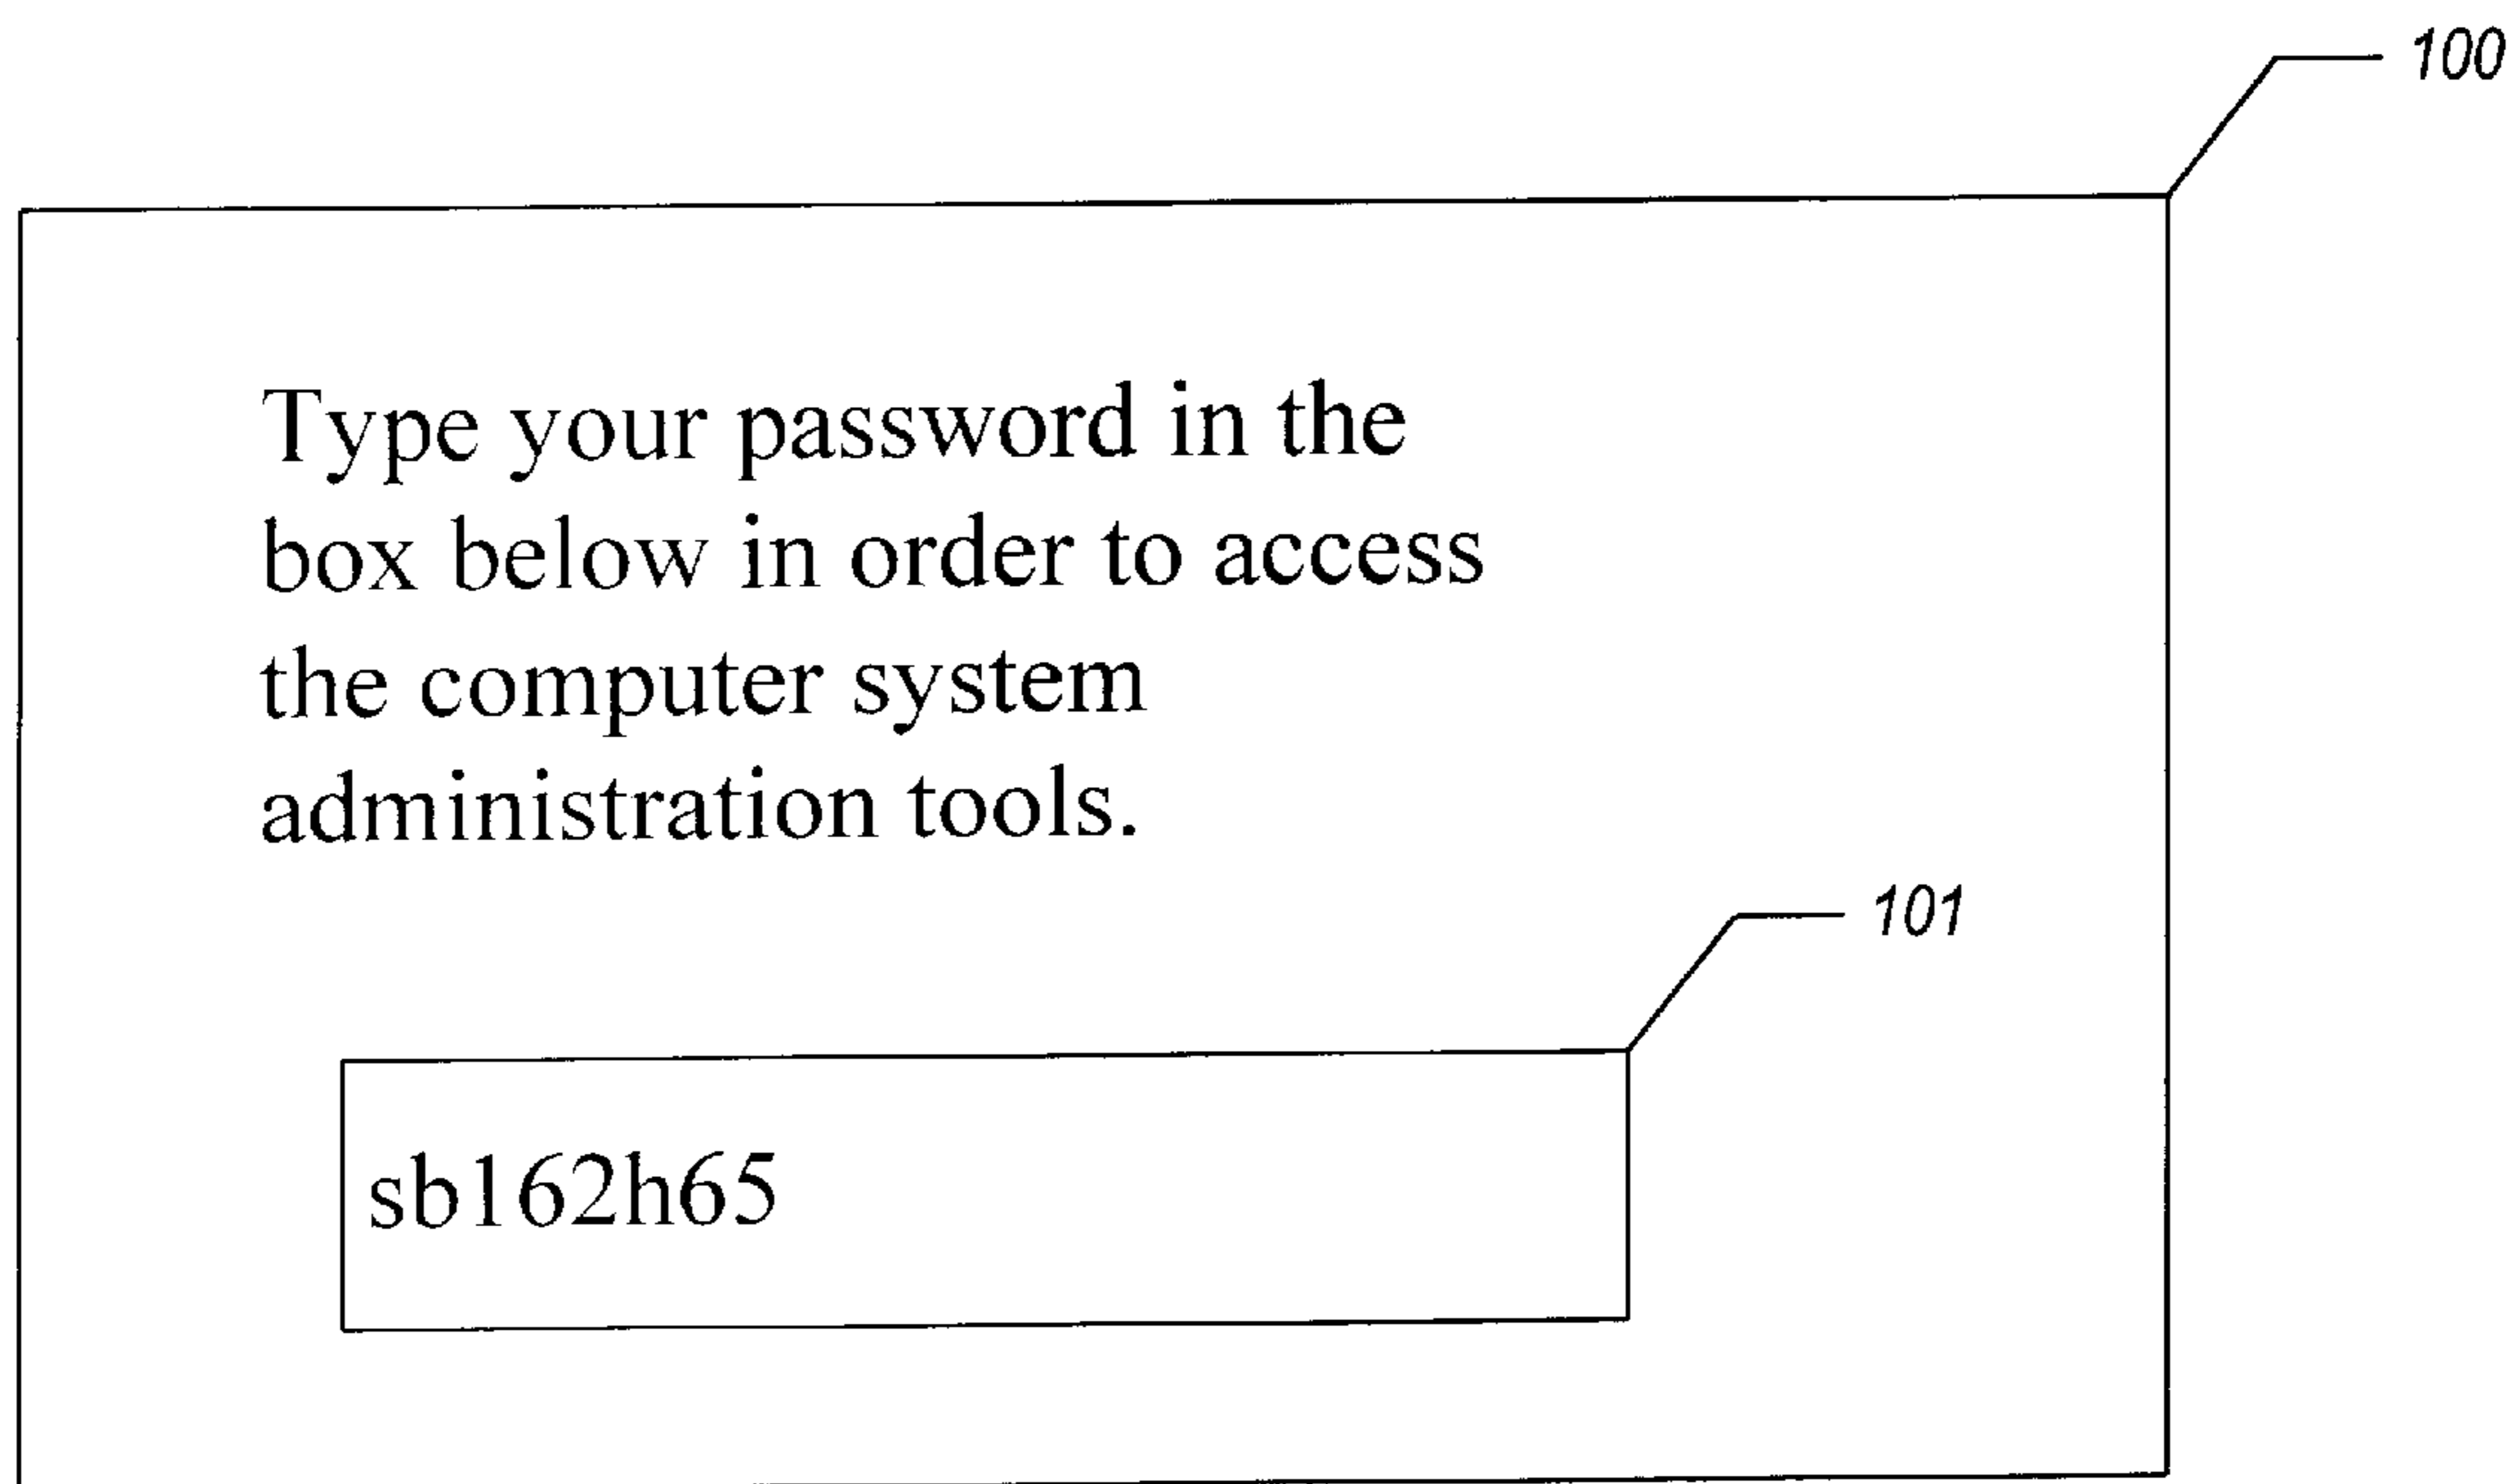 100
Type your password in the
box below in order to access
the computer system
administration tools.
101
sb162h65